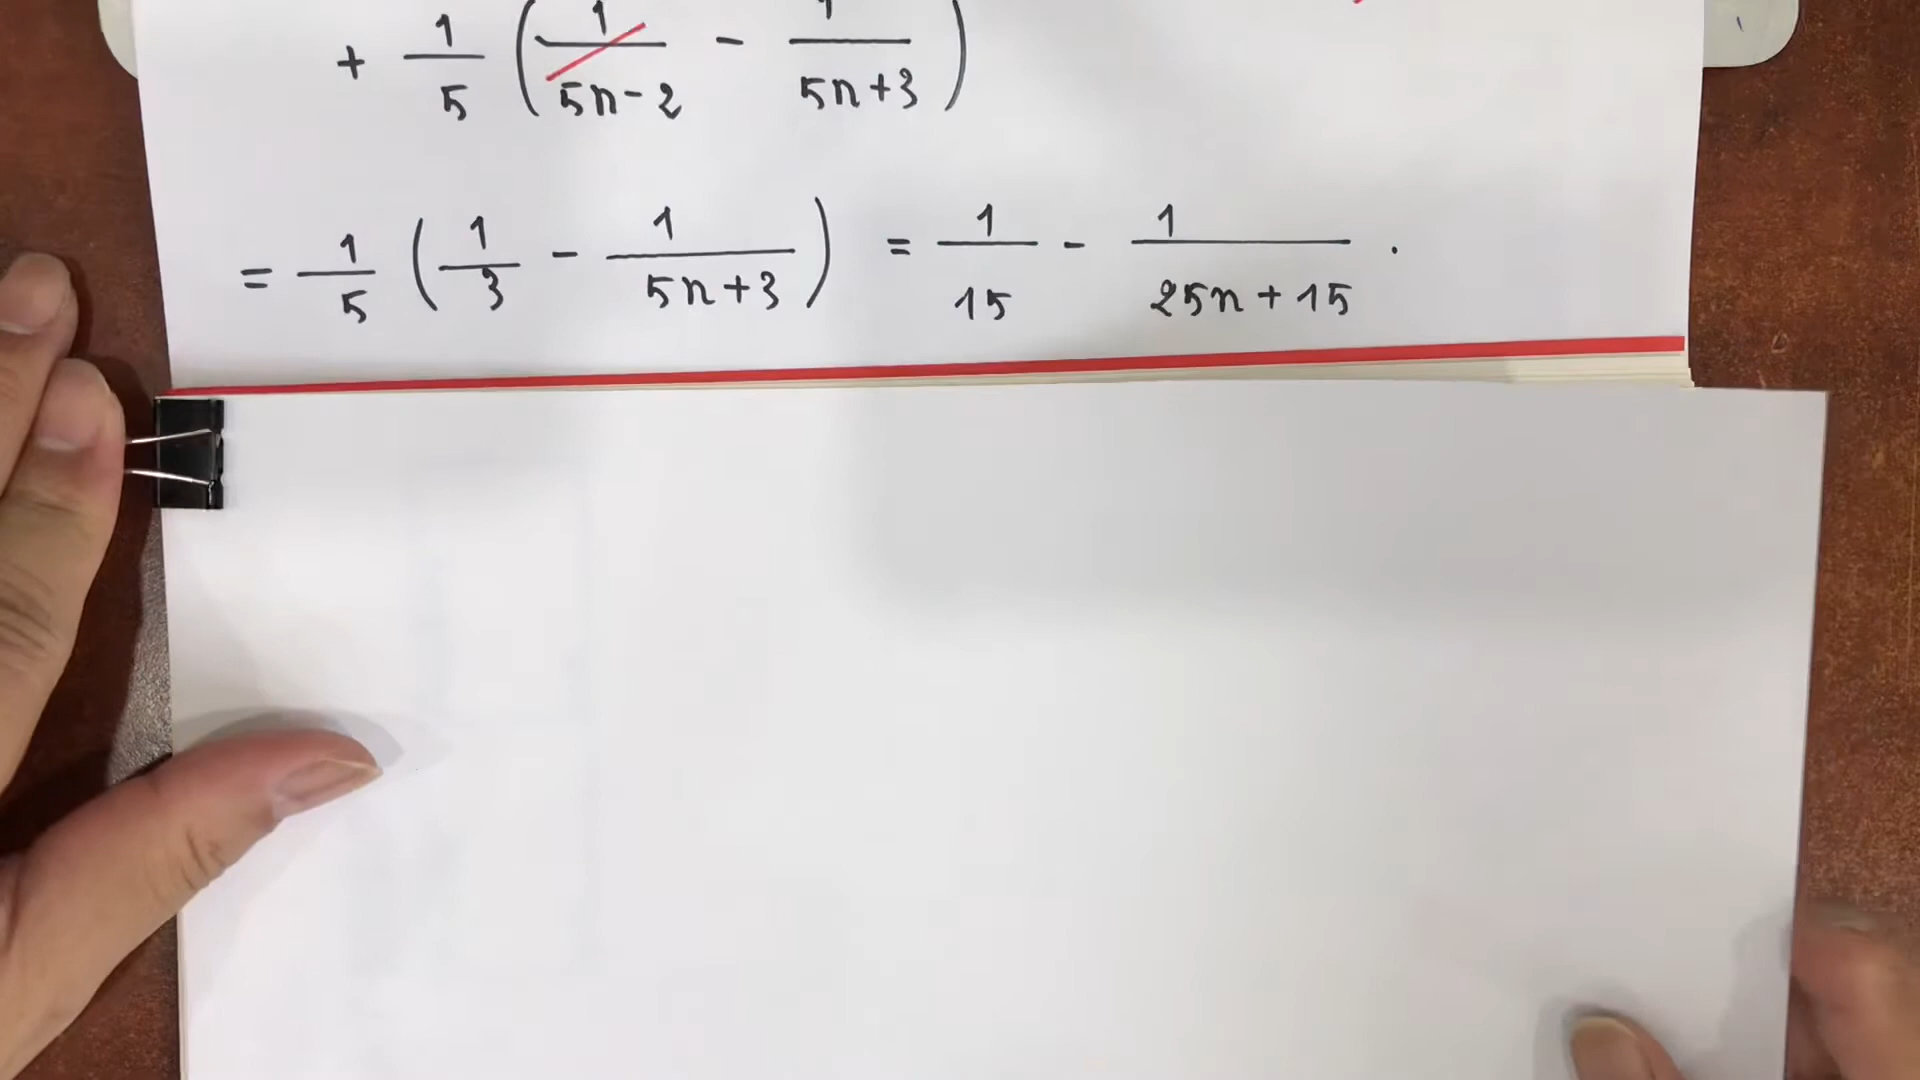 + 1/5 (1/(5n-2) - 1/(5n+3))
= 1/5 (1/3 - 1/(5n+3)) = 1/15 - 1/(25n+15) .